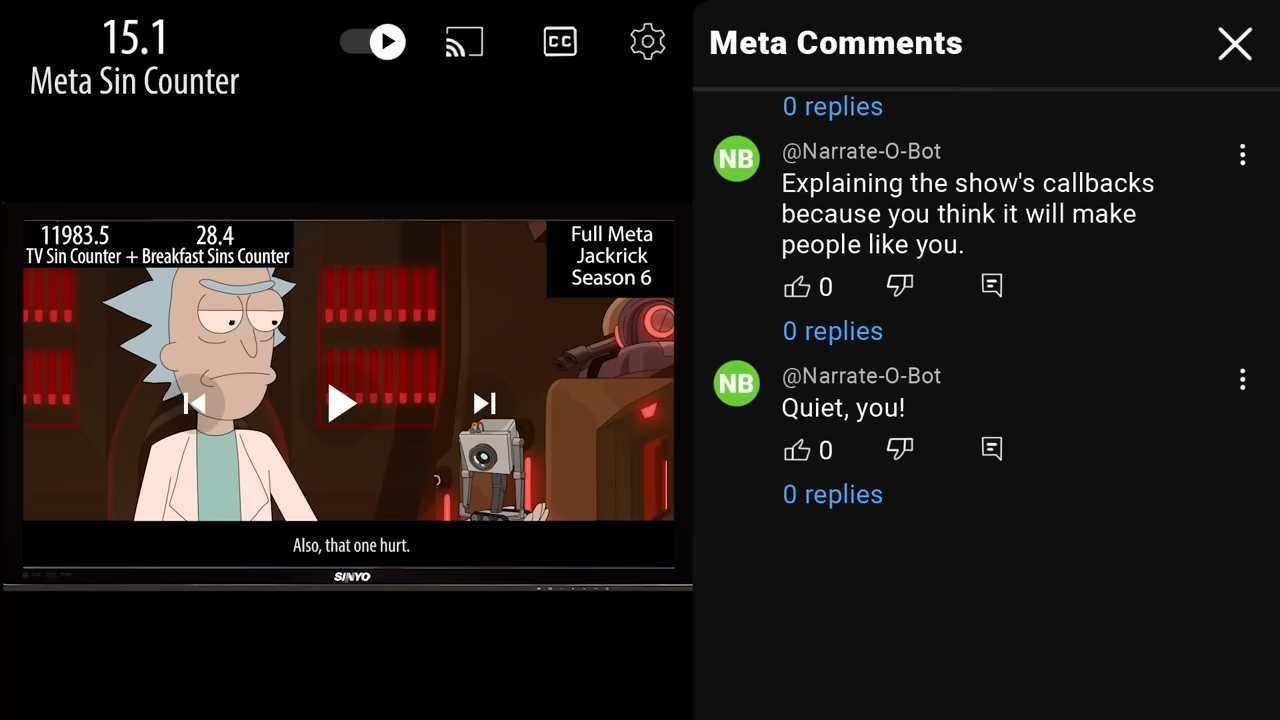 15.1
Meta Sin Counter
CC
11983.5
28.4
TV Sin Counter + Breakfast Sins Counter
Full Meta
Jackrick
Season 6
Also, that one hurt.
SINYO
Meta Comments
0 replies
NB
@Narrate-O-Bot
Explaining the show's callbacks
because you think it will make
people like you.
0
0 replies
NB
@Narrate-O-Bot
Quiet, you!
0
0 replies